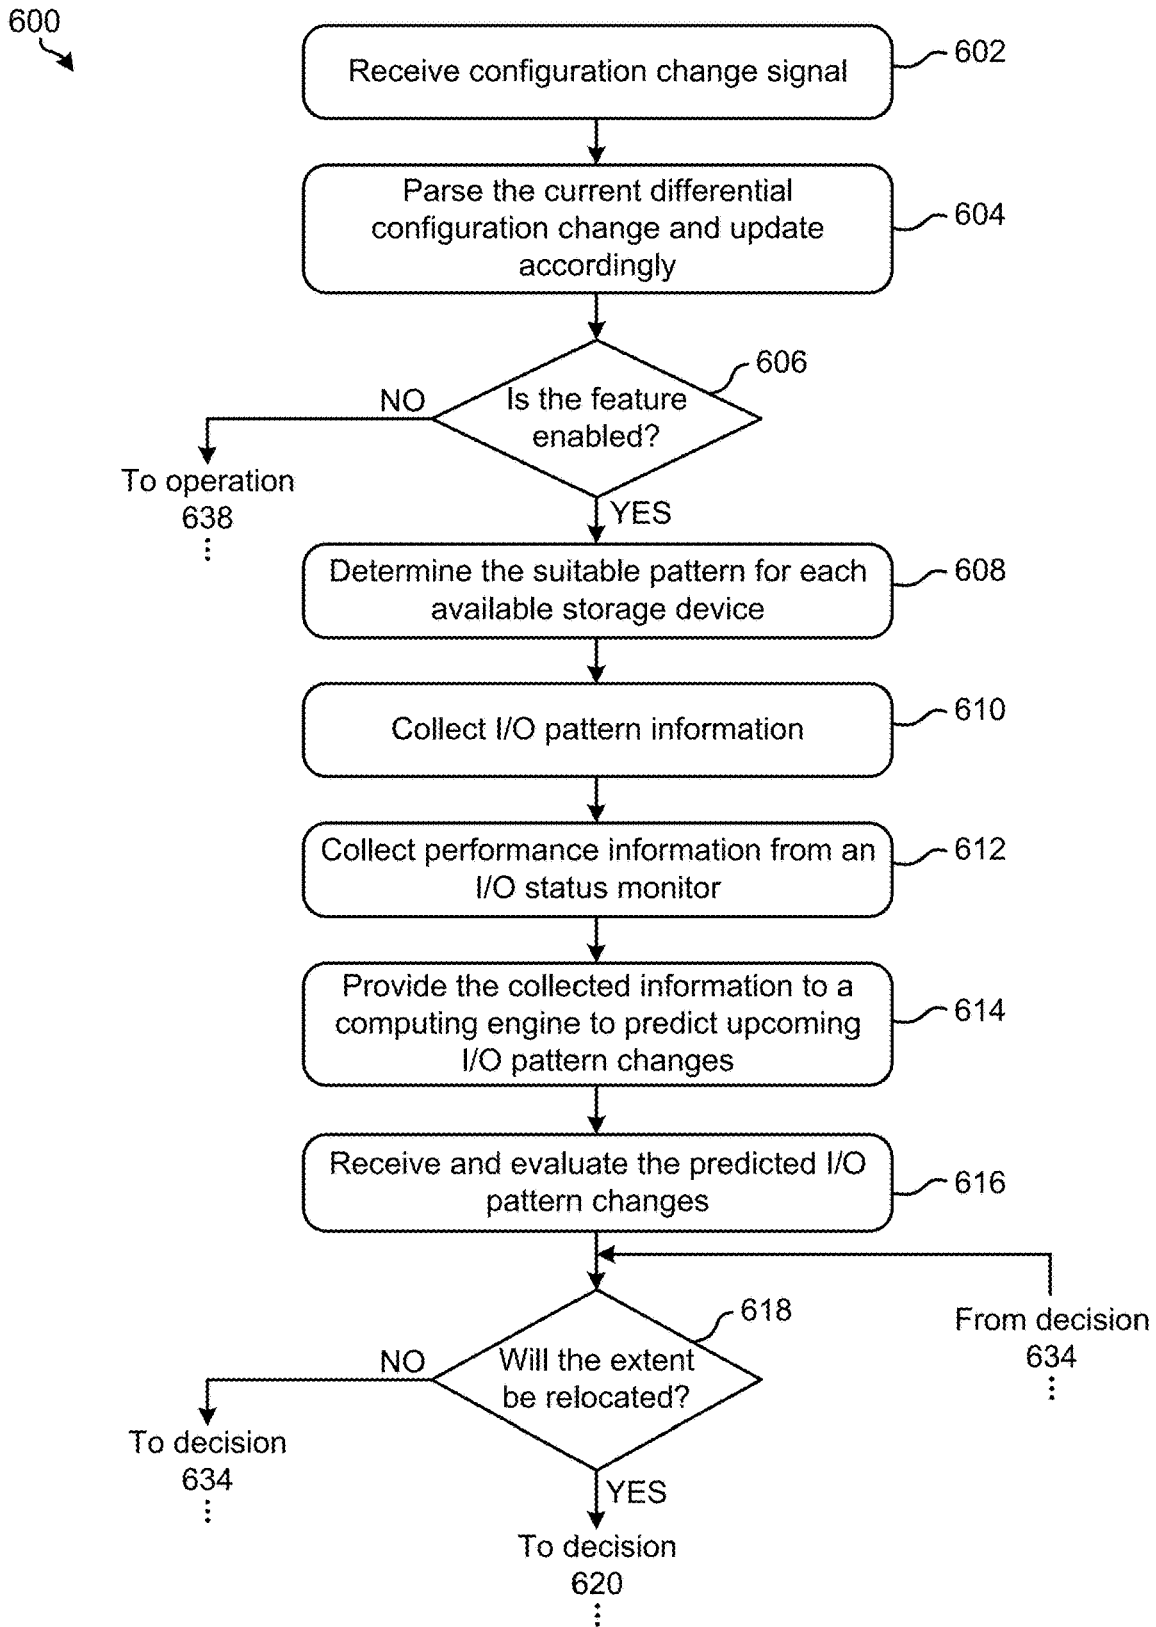 600
Receive configuration change signal
602
Parse the current differential
configuration change and update
accordingly
604
606
Is the feature
enabled?
NO
To operation
638
YES
Determine the suitable pattern for each
available storage device
608
Collect I/O pattern information
610
Collect performance information from an
I/O status monitor
612
Provide the collected information to a
computing engine to predict upcoming
I/O pattern changes
614
Receive and evaluate the predicted I/O
pattern changes
616
From decision
634
618
Will the extent
be relocated?
NO
To decision
634
YES
To decision
620